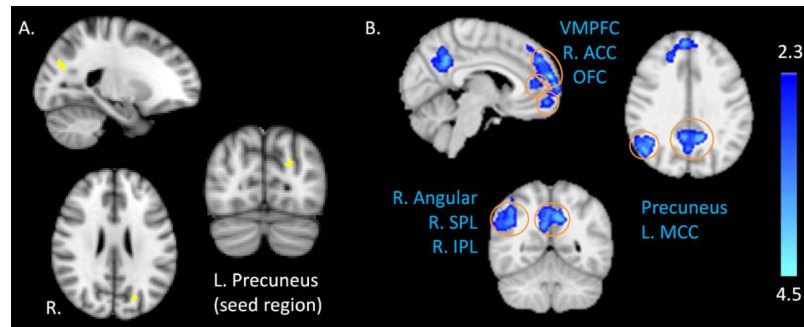 A.
R.
L. Precuneus
(seed region)
B.
VMPFC
R. ACC
OFC
R. Angular
R. SPL
R. IPL
Precuneus
L. MCC
2.3
4.5